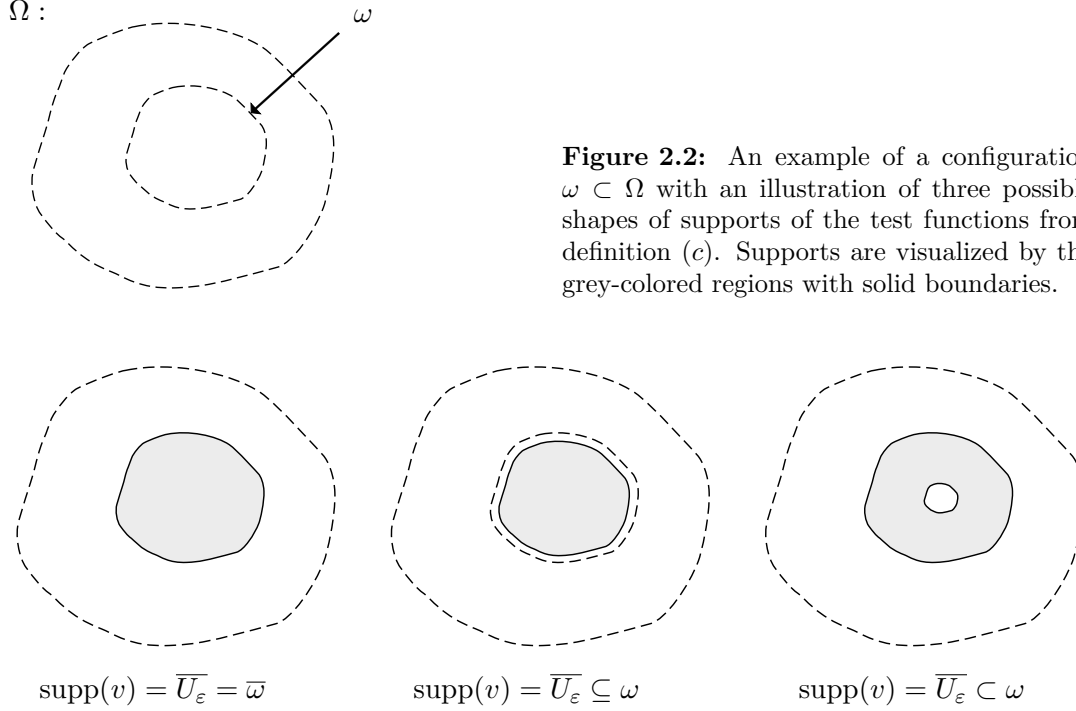 Ω :
ω
Figure 2.2: An example of a configuratio
ω ⊂ Ω with an illustration of three possibl
shapes of supports of the test functions from
definition (c). Supports are visualized by th
grey-colored regions with solid boundaries.
supp(v) = \overline{U_ε} = \overline{ω}
supp(v) = \overline{U_ε} ⊆ ω
supp(v) = \overline{U_ε} ⊂ ω